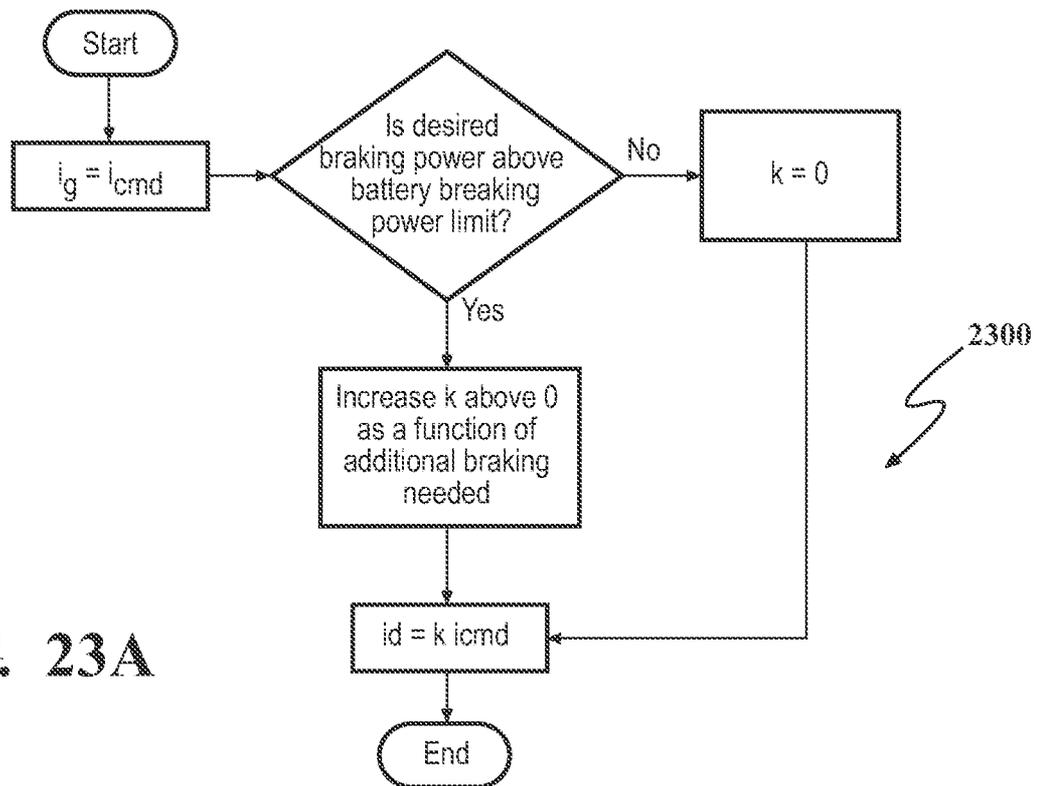 Start
i_g = i_cmd
Is desired
braking power above
battery breaking
power limit?
No
k = 0
Yes
Increase k above 0
as a function of
additional braking
needed
2300
id = k icmd
23A
End